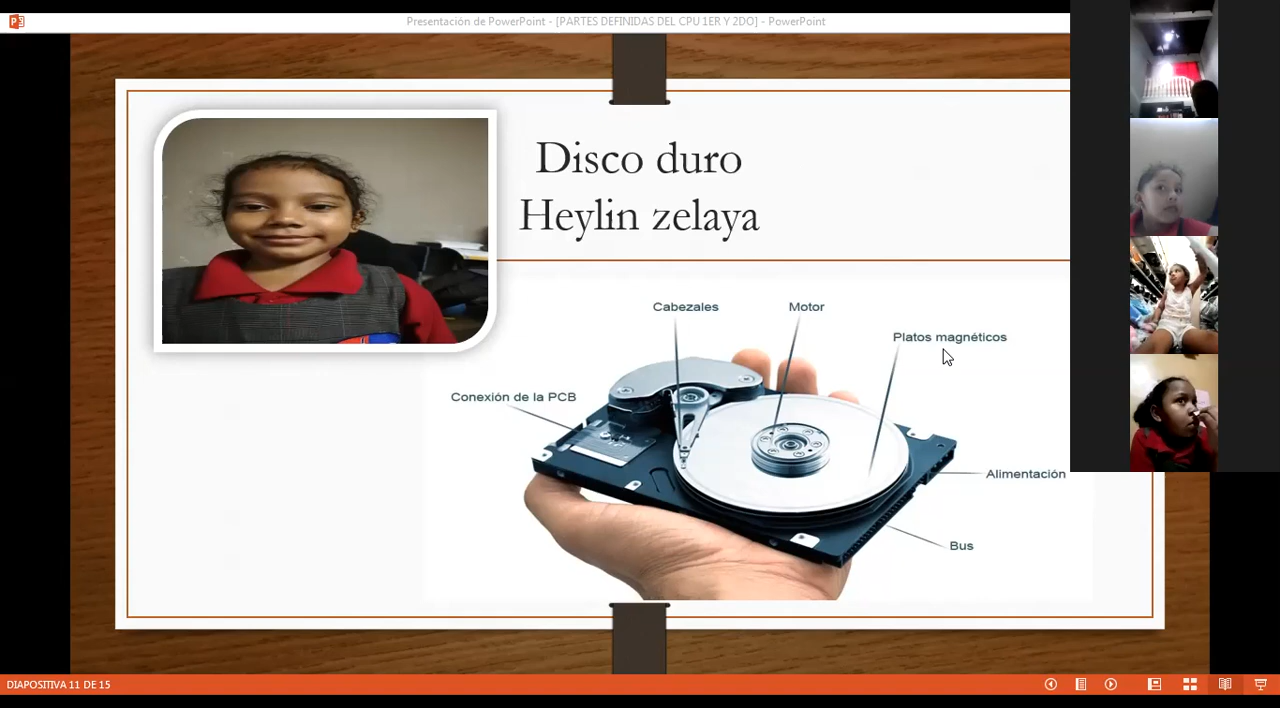 Presentación de PowerPoint - [PARTES DEFINIDAS DEL CPU 1ER Y 2DO] - PowerPoint
Disco duro
Heylin zelaya
Cabezales
Motor
Platos magnéticos
Conexión de la PCB
Alimentación
Bus
DIAPOSITIVA 11 DE 15